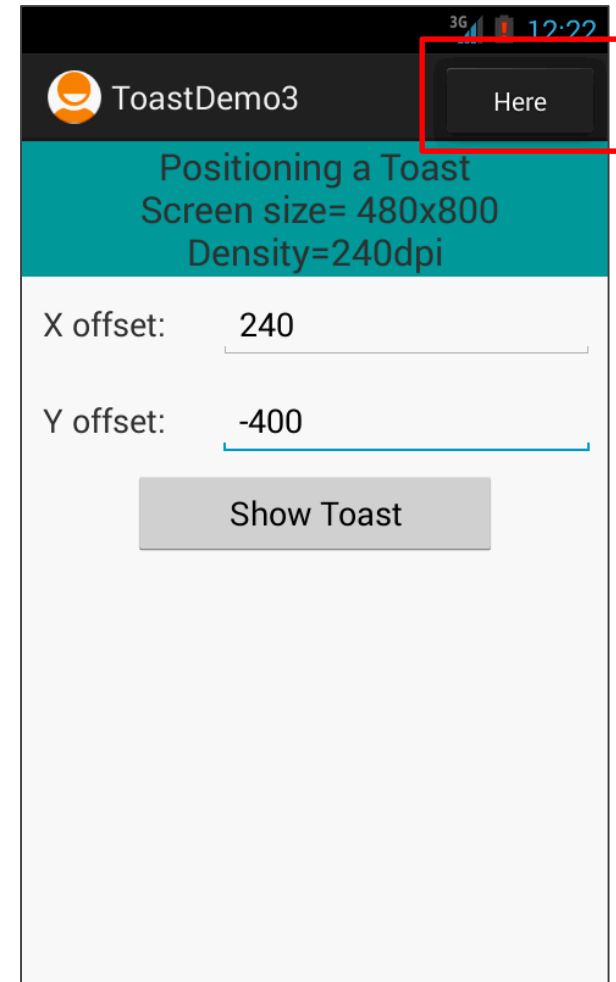 3G 12:22
ToastDemo3 Here
Positioning a Toast
Screen size= 480x800
Density=240dpi
X offset: 240
Y offset: -400
Show Toast